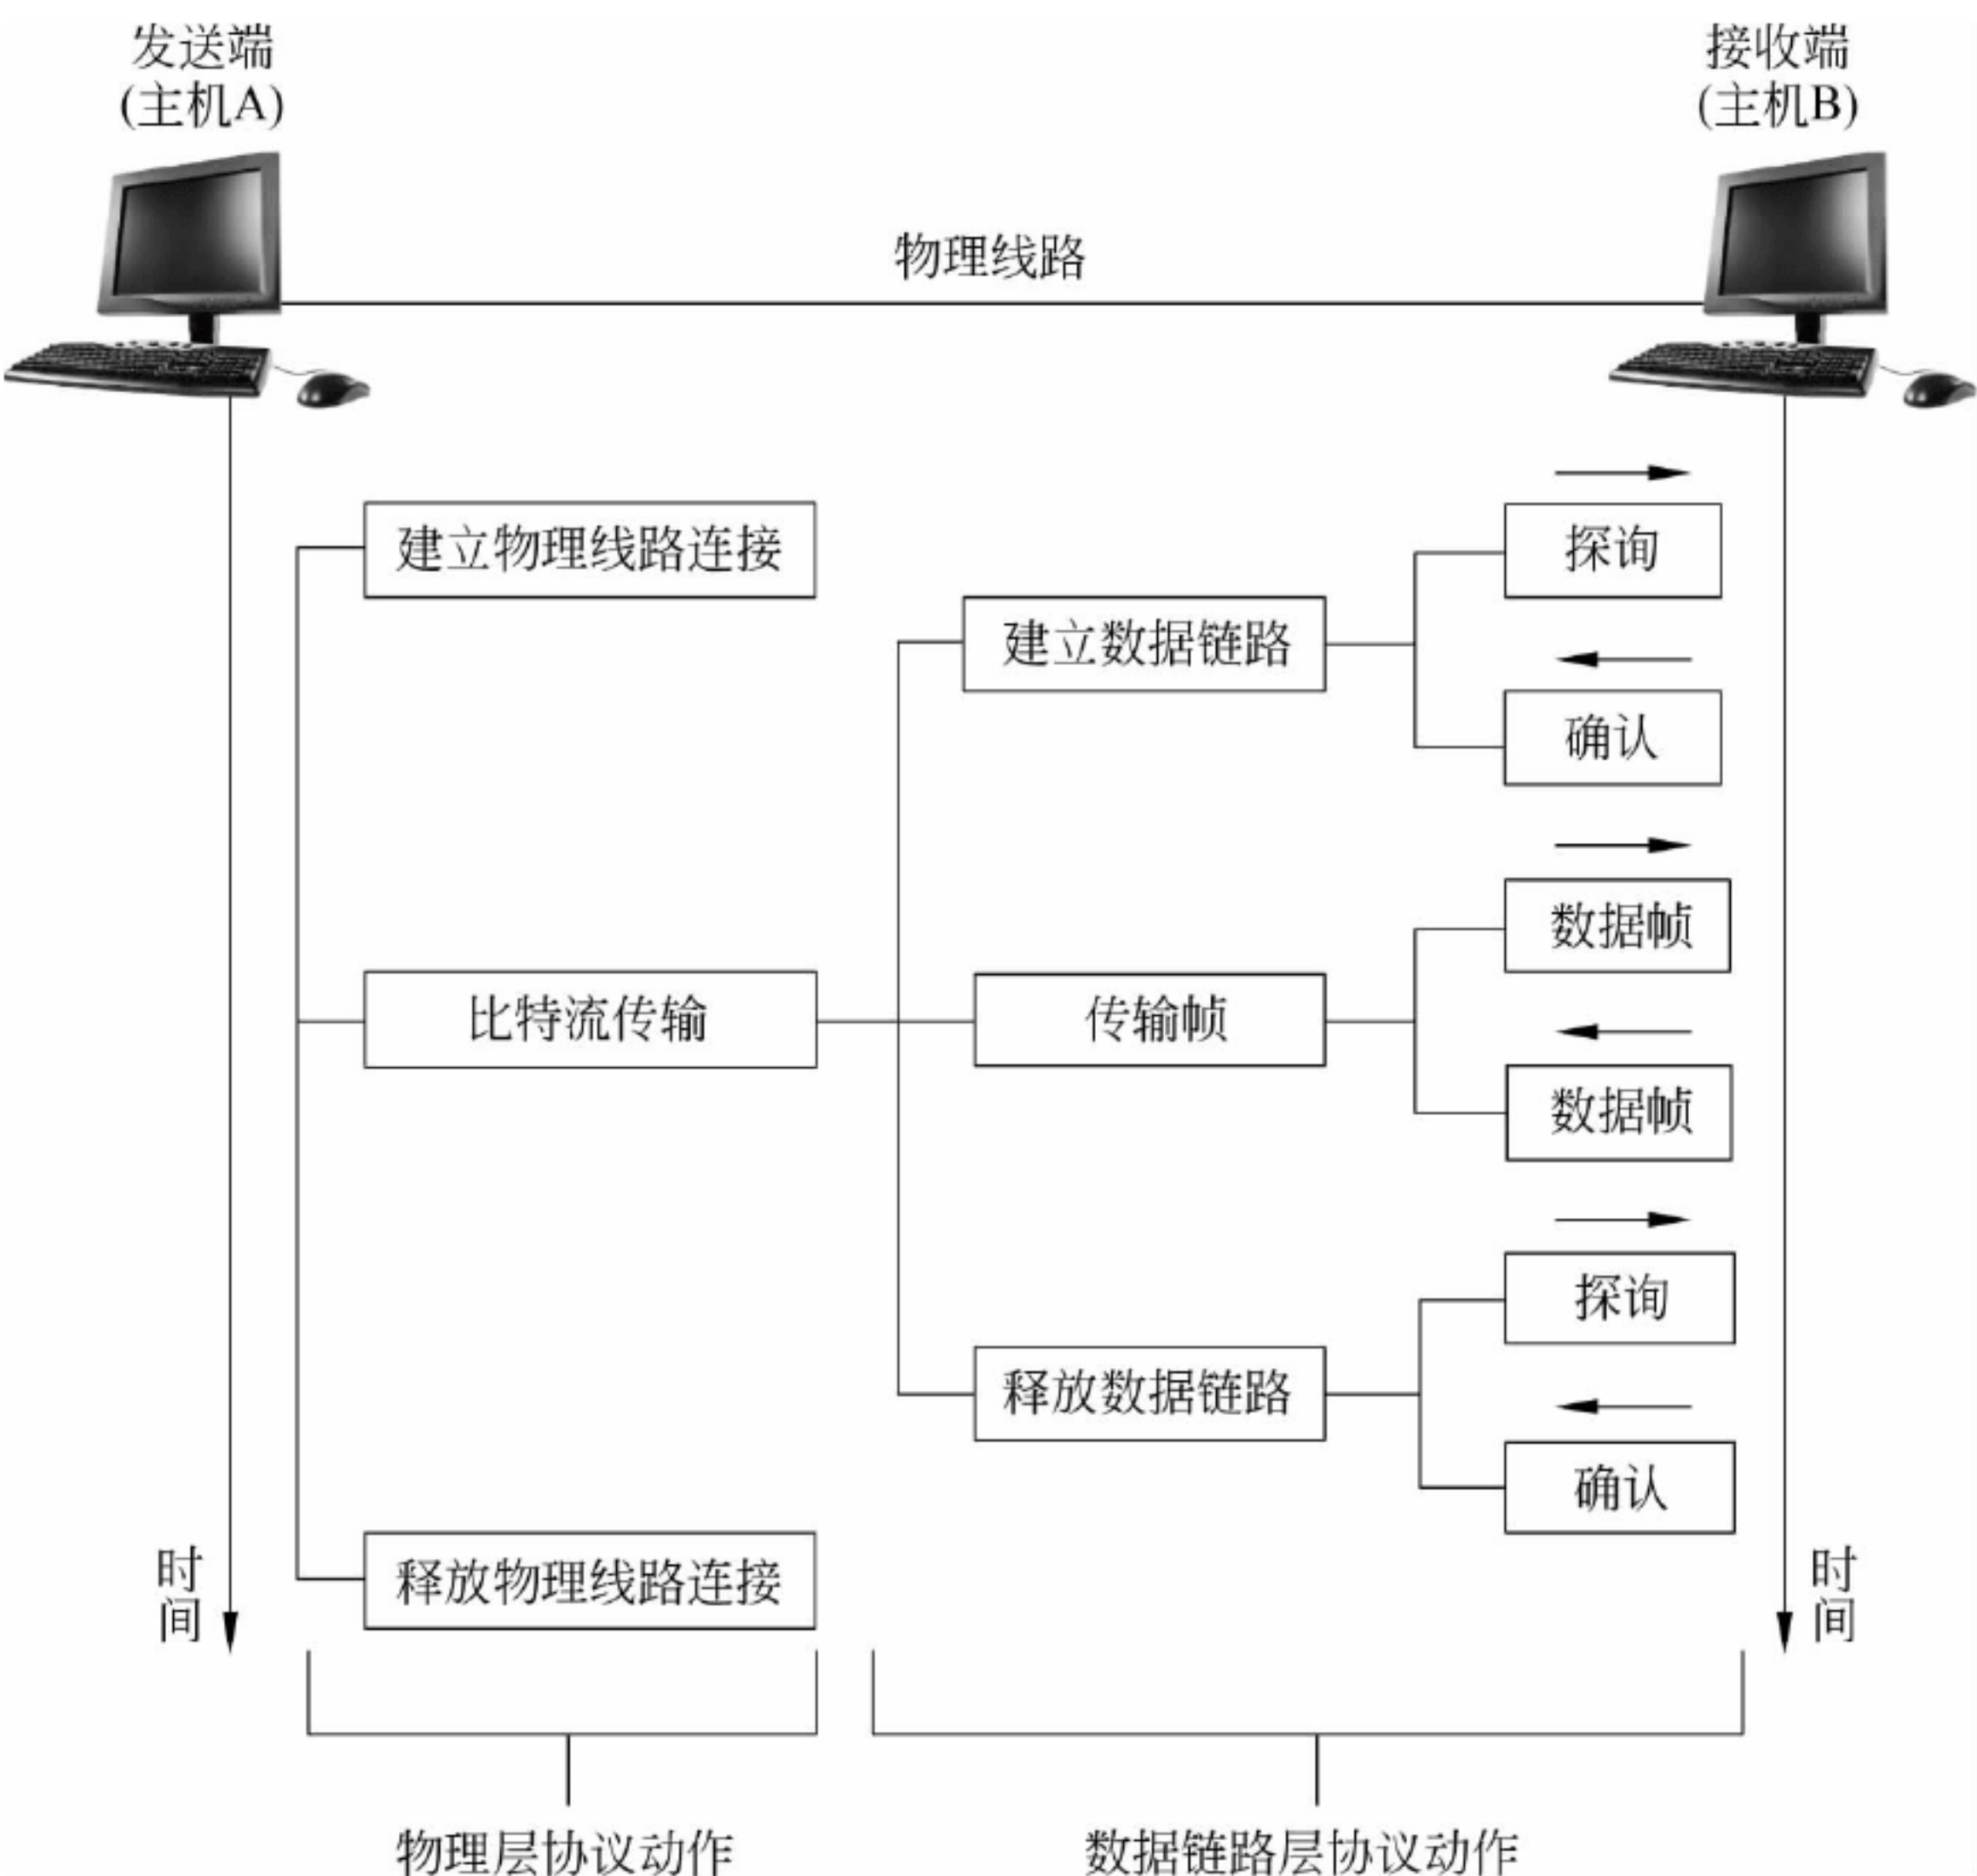 发送端
(主机A)
接收端
(主机B)
物理线路
建立物理线路连接
探询
建立数据链路
确认
数据帧
比特流传输
传输帧
数据帧
探询
释放数据链路
确认
释放物理线路连接
时间
时间
物理层协议动作
数据链路层协议动作